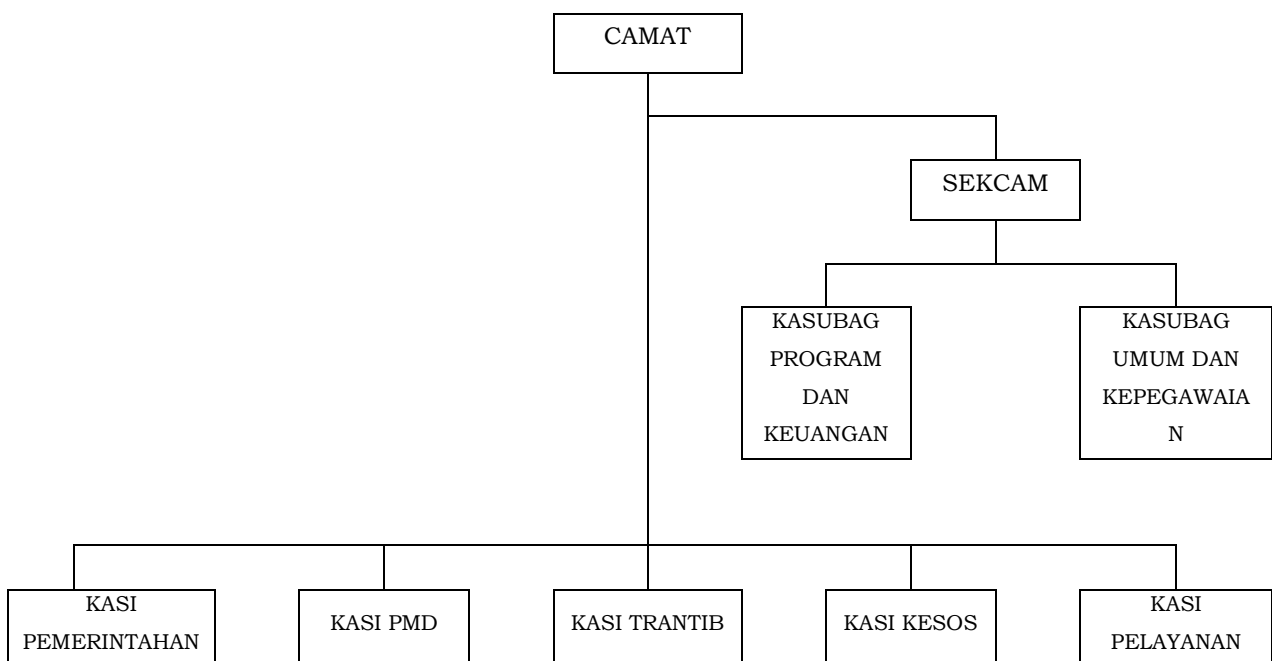 CAMAT
SEKCAM
KASUBAG
PROGRAM
DAN
KEUANGAN
KASUBAG
UMUM DAN
KEPEGAWAIA
N
KASI
PEMERINTAHAN
KASI PMD
KASI TRANTIB
KASI KESOS
KASI
PELAYANAN